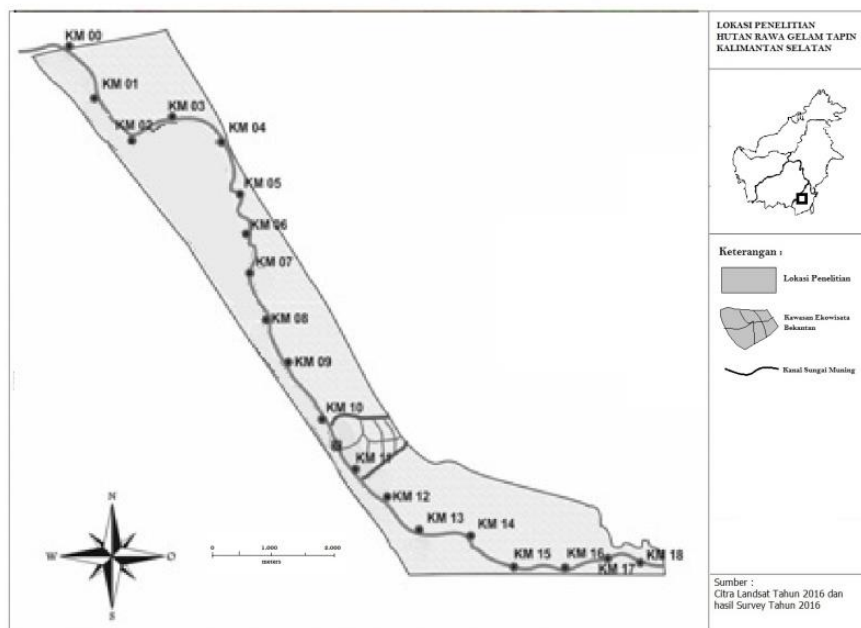 KM 00
KM 01
KM 02
KM 03
KM 04
KM 05
KM 06
KM 07
KM 08
KM 09
KM 10
KM 11
KM 12
KM 13
KM 14
KM 15
KM 16
KM 17
KM 18
N
W
O
S
0 1.000 2.000
meters
LOKASI PENELITIAN
HUTAN RAWA GELAM TAPIN
KALIMANTAN SELATAN
Keterangan :
Lokasi Penelitian
Kawasan Ekowisata
Bekantan
Kanal Sungai Muning
Sumber :
Citra Landsat Tahun 2016 dan
hasil Survey Tahun 2016